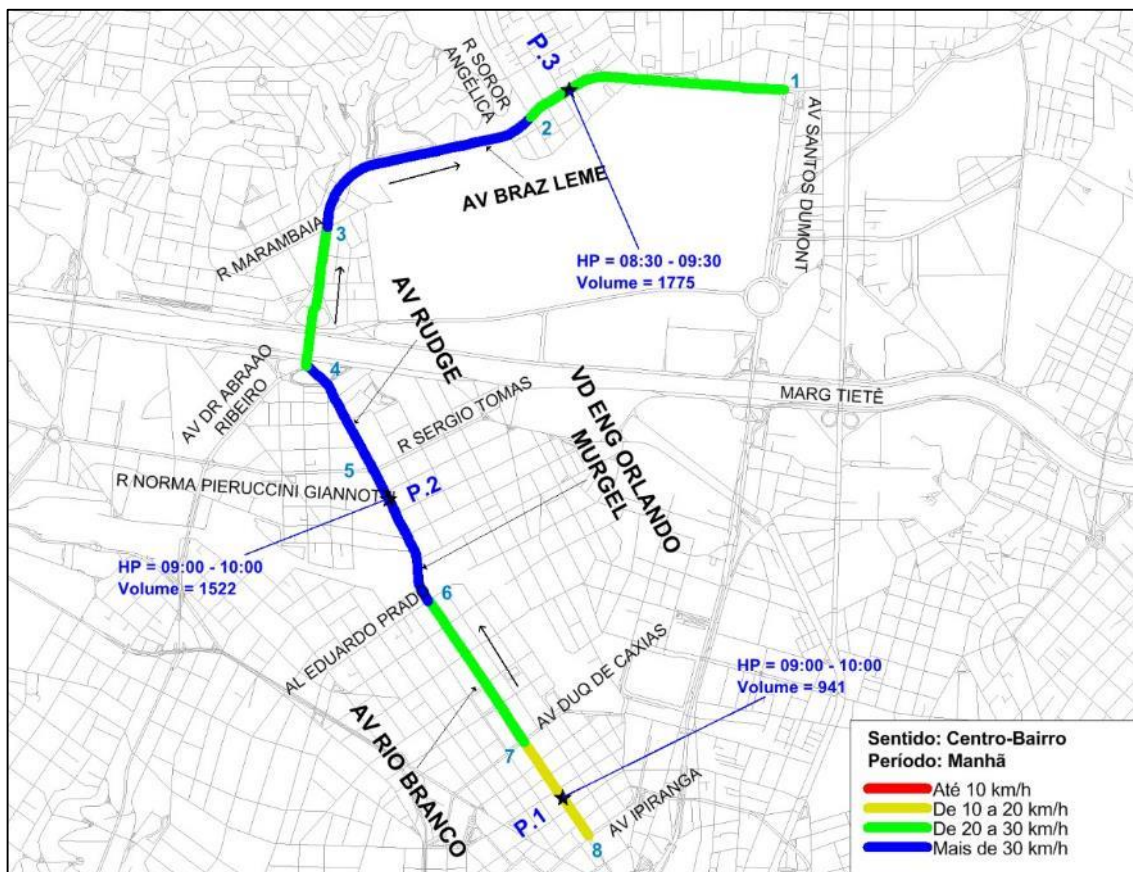 P.3
R SOROR
ANGÉLICA
1
2
AV SANTOS DUMONT
AV BRAZ LEME
R MARAMBAIA
3
HP = 08:30 - 09:30
Volume = 1775
AV RUDGE
4
AV DR ABRAAO
RIBEIRO
MARG TIETÊ
R SERGIO TOMAS
VD ENG ORLANDO
MURGEL
5
R NORMA PIERUCCINI GIANNOT
P.2
HP = 09:00 - 10:00
Volume = 1522
6
AL EDUARDO PRADO
AV DUQ DE CAXIAS
HP = 09:00 - 10:00
Volume = 941
AV RIO BRANCO
7
P.1
AV IPIRANGA
8
Sentido: Centro-Bairro
Período: Manhã
Até 10 km/h
De 10 a 20 km/h
De 20 a 30 km/h
Mais de 30 km/h